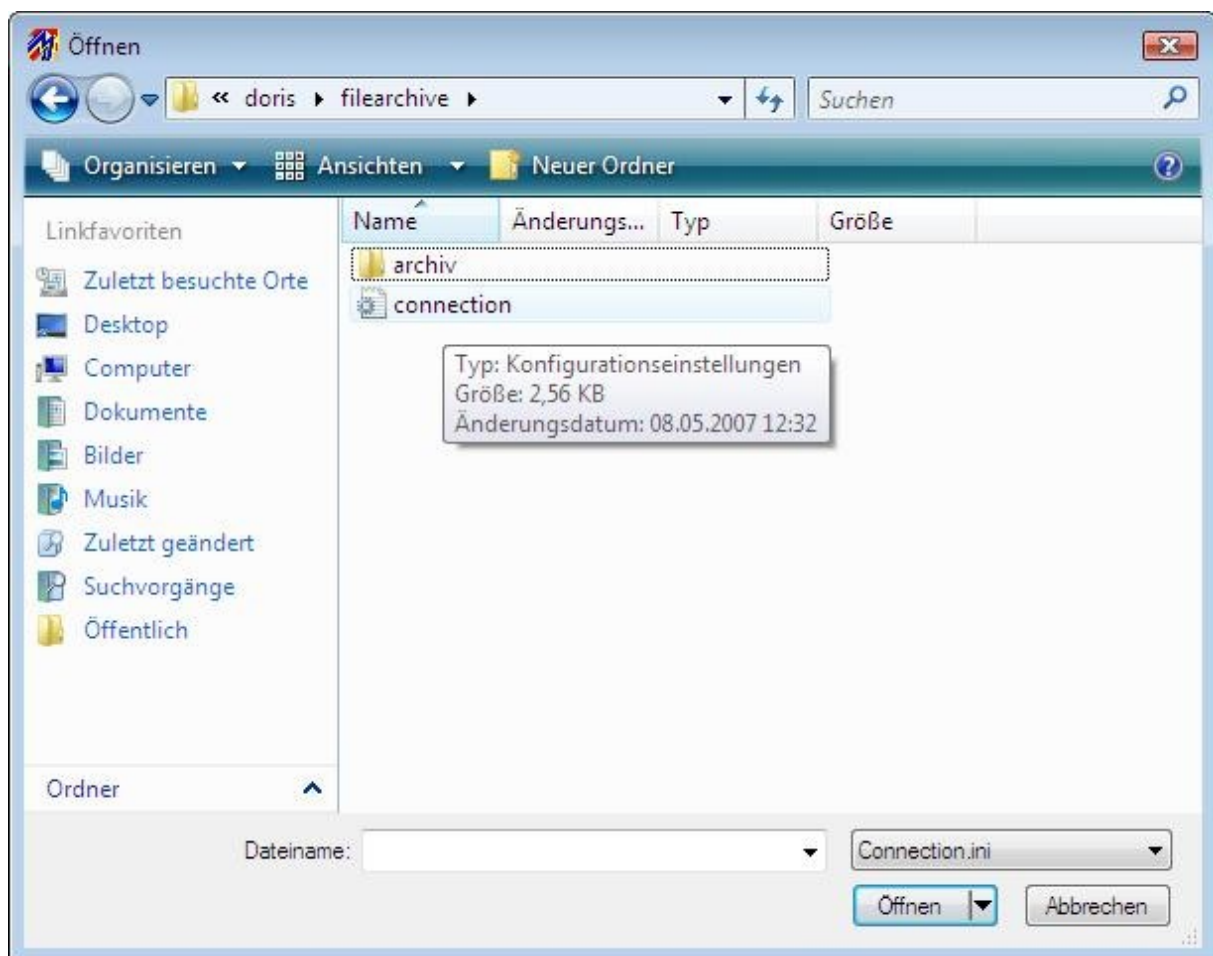 Öffnen
« doris ▸ filearchive ▸
Suchen
Organisieren Ansichten Neuer Ordner
Linkfavoriten
Zuletzt besuchte Orte
Desktop
Computer
Dokumente
Bilder
Musik
Zuletzt geändert
Suchvorgänge
Öffentlich
Ordner
Name Änderungs... Typ Größe
archiv
connection
Typ: Konfigurationseinstellungen
Größe: 2,56 KB
Änderungsdatum: 08.05.2007 12:32
Dateiname:
Connection.ini
Öffnen Abbrechen